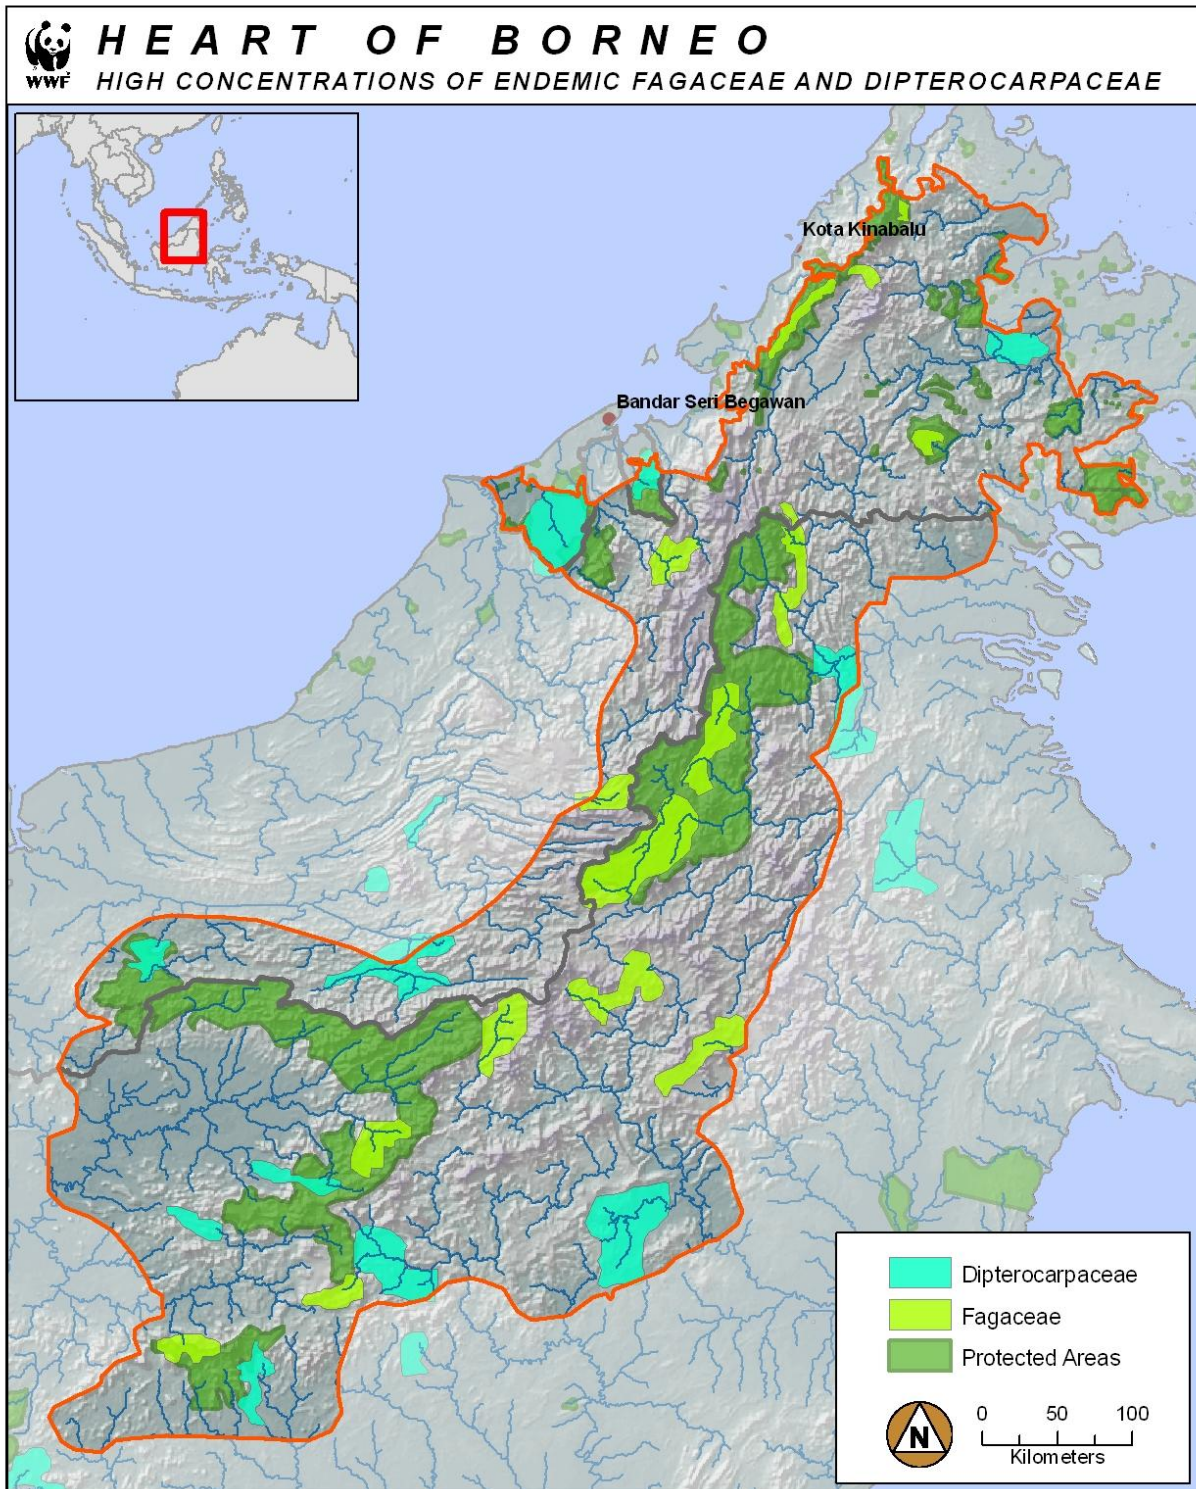 WWF
HEART OF BORNEO
HIGH CONCENTRATIONS OF ENDEMIC FAGACEAE AND DIPTEROCARPACEAE
Kota Kinabalu
Bandar Seri Begawan
Dipterocarpaceae
Fagaceae
Protected Areas
N
0 50 100
Kilometers